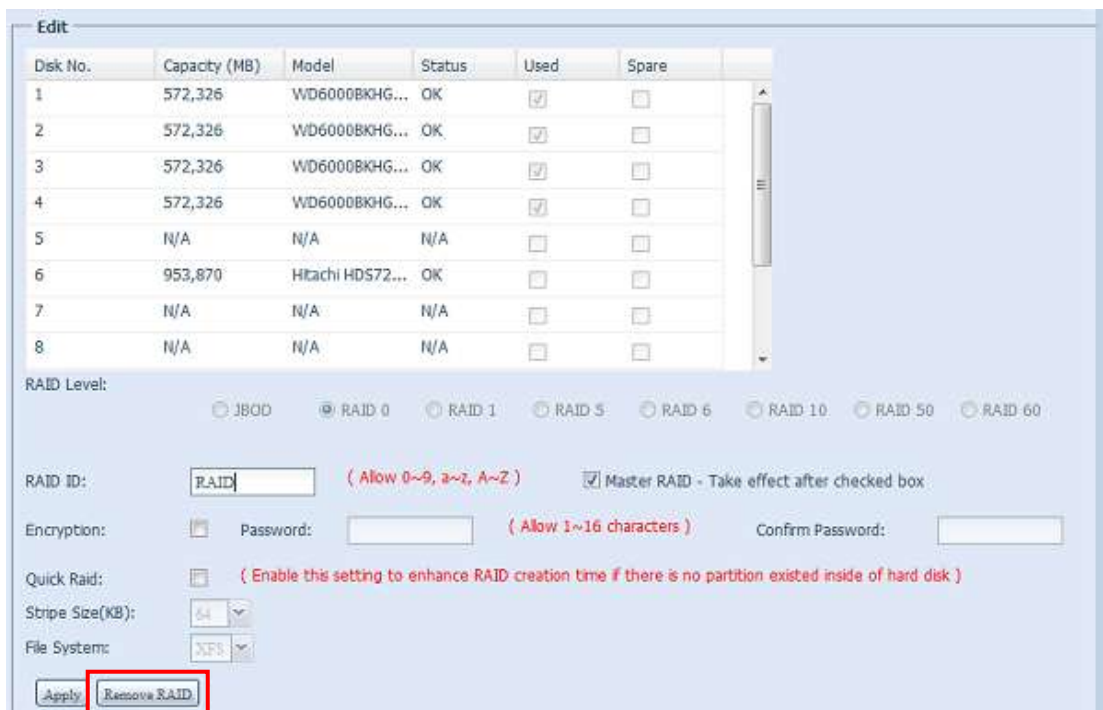 Edit
Disk No. Capacity (MB) Model Status Used Spare
1 572,326 WD6000BKHG... OK
2 572,326 WD6000BKHG... OK
3 572,326 WD6000BKHG... OK
4 572,326 WD6000BKHG... OK
5 N/A N/A N/A
6 953,870 Hitachi HDS72... OK
7 N/A N/A N/A
8 N/A N/A N/A
RAID Level:
JBOD RAID 0 RAID 1 RAID 5 RAID 6 RAID 10 RAID 50 RAID 60
RAID ID: RAID ( Allow 0~9, a~z, A~Z ) Master RAID - Take effect after checked box
Encryption: Password: ( Allow 1~16 characters ) Confirm Password:
Quick Raid: ( Enable this setting to enhance RAID creation time if there is no partition existed inside of hard disk )
Stripe Size(KB): 64
File System: XFS
Apply Remove RAID